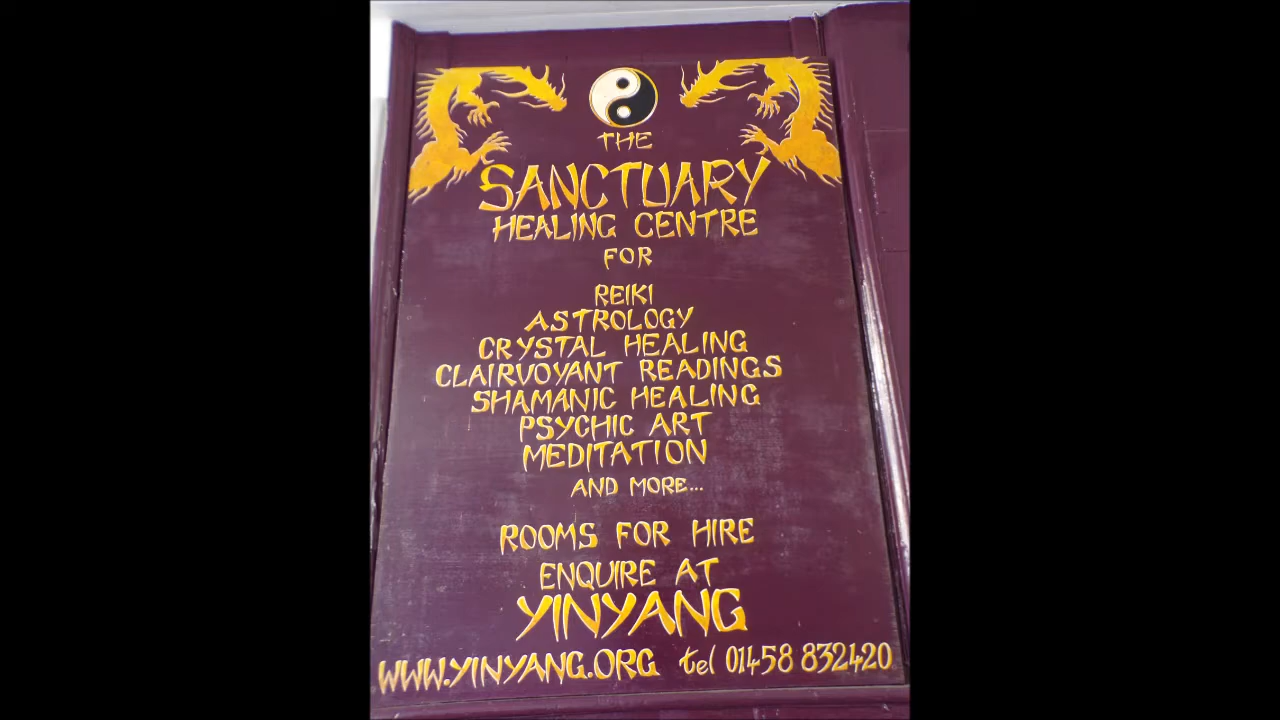 THE
SANCTUARY
HEALING CENTRE
FOR
REIKI
ASTROLOGY
CRYSTAL HEALING
CLAIRVOYANT READINGS
SHAMANIC HEALING
PSYCHIC ART
MEDITATION
AND MORE...
ROOMS FOR HIRE
ENQUIRE AT
YINYANG
WWW.YINYANG.ORG tel 01458 832420